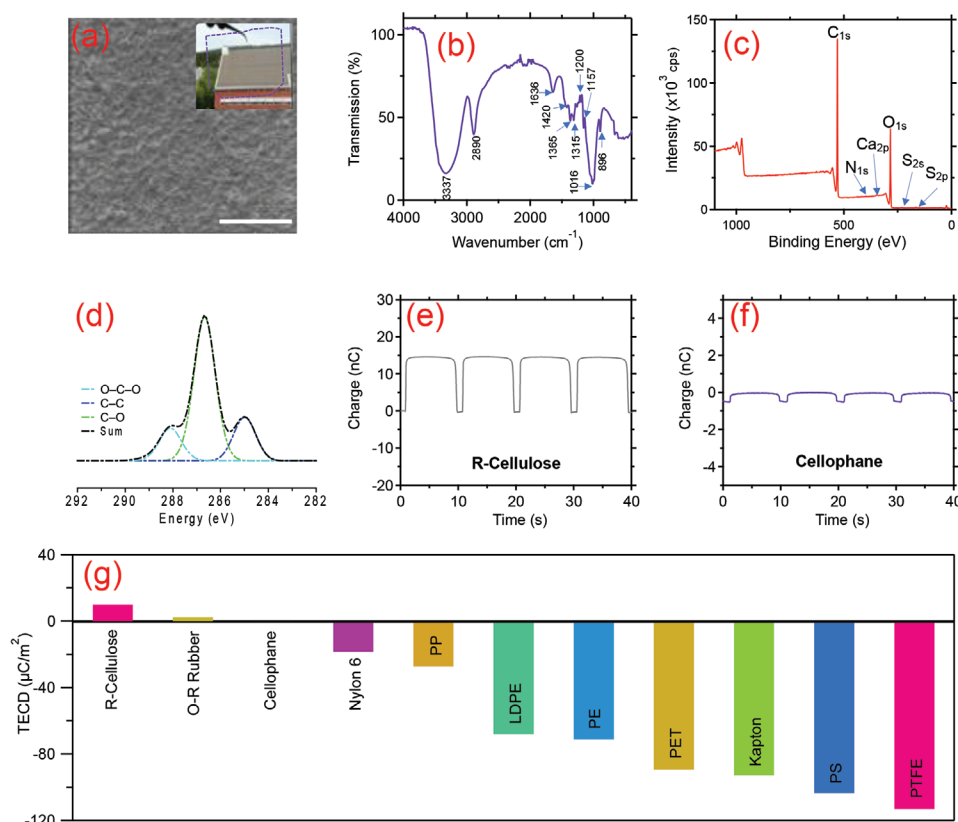 (a)
(b)
Transmission (%)
100
80
60
40
20
0
3337
2890
1636
1420
1365
1315
1200
1157
1016
896
4000
3000
2000
1000
Wavenumber (cm⁻¹)
(c)
Intensity (x10³ cps)
150
100
50
0
C1s
O1s
Ca2p
N1s
S2s
S2p
1000
500
0
Binding Energy (eV)
(d)
O–C–O
C–C
C–O
Sum
292
290
288
286
284
282
Energy (eV)
(e)
Charge (nC)
30
20
10
0
-10
-20
R-Cellulose
0
10
20
30
40
Time (s)
(f)
Charge (nC)
4
2
0
-2
-4
Cellophane
0
10
20
30
40
Time (s)
(g)
TECD (µC/m²)
40
0
-40
-80
-120
R-Cellulose
O-R Rubber
Cellophane
Nylon 6
PP
LDPE
PE
PET
Kapton
PS
PTFE